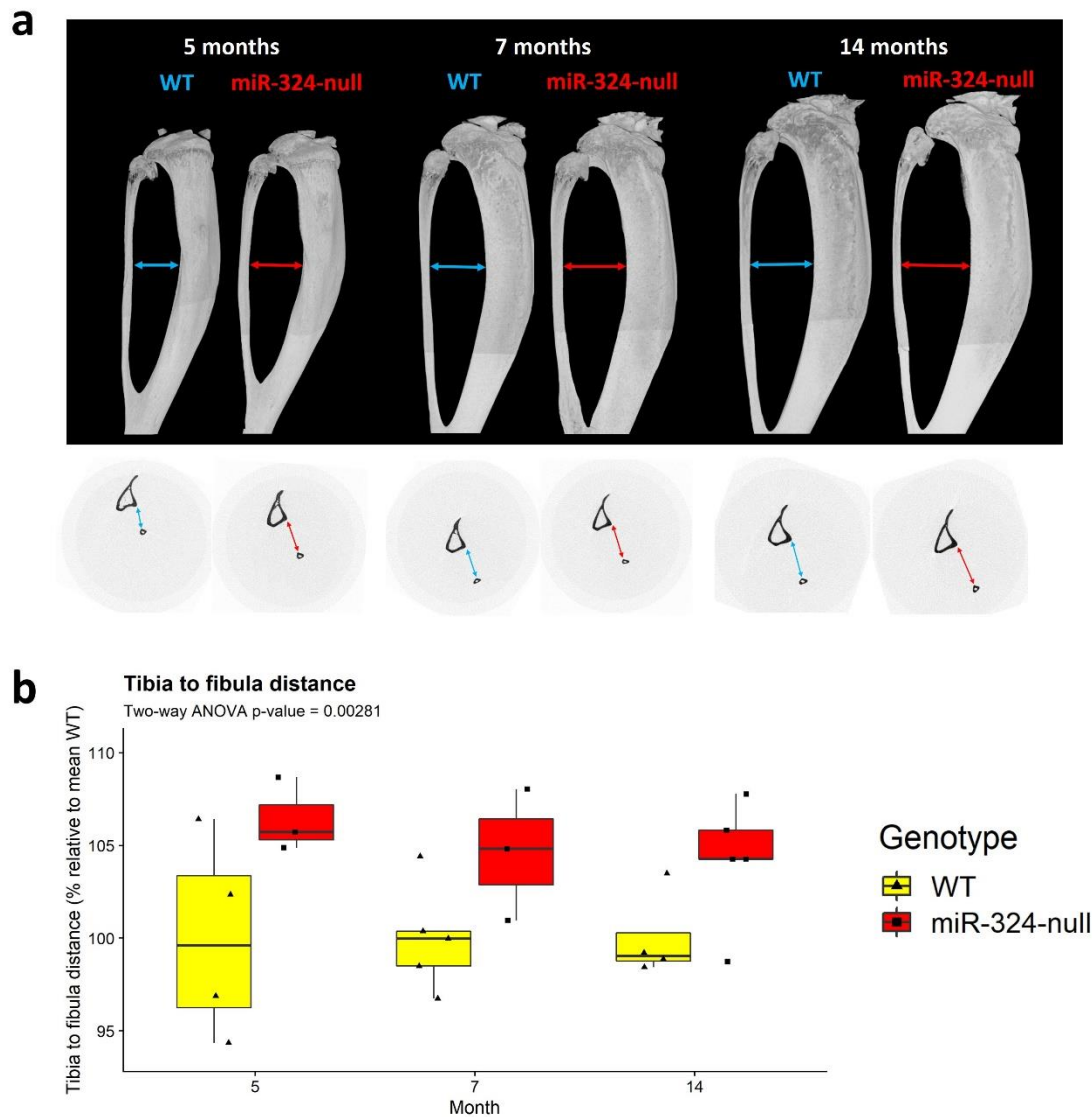 a
5 months 7 months 14 months
WT miR-324-null WT miR-324-null WT miR-324-null
b
Tibia to fibula distance
Two-way ANOVA p-value = 0.00281
Tibia to fibula distance (% relative to mean WT)
110
105
100
95
5 7 14
Month
Genotype
WT
miR-324-null